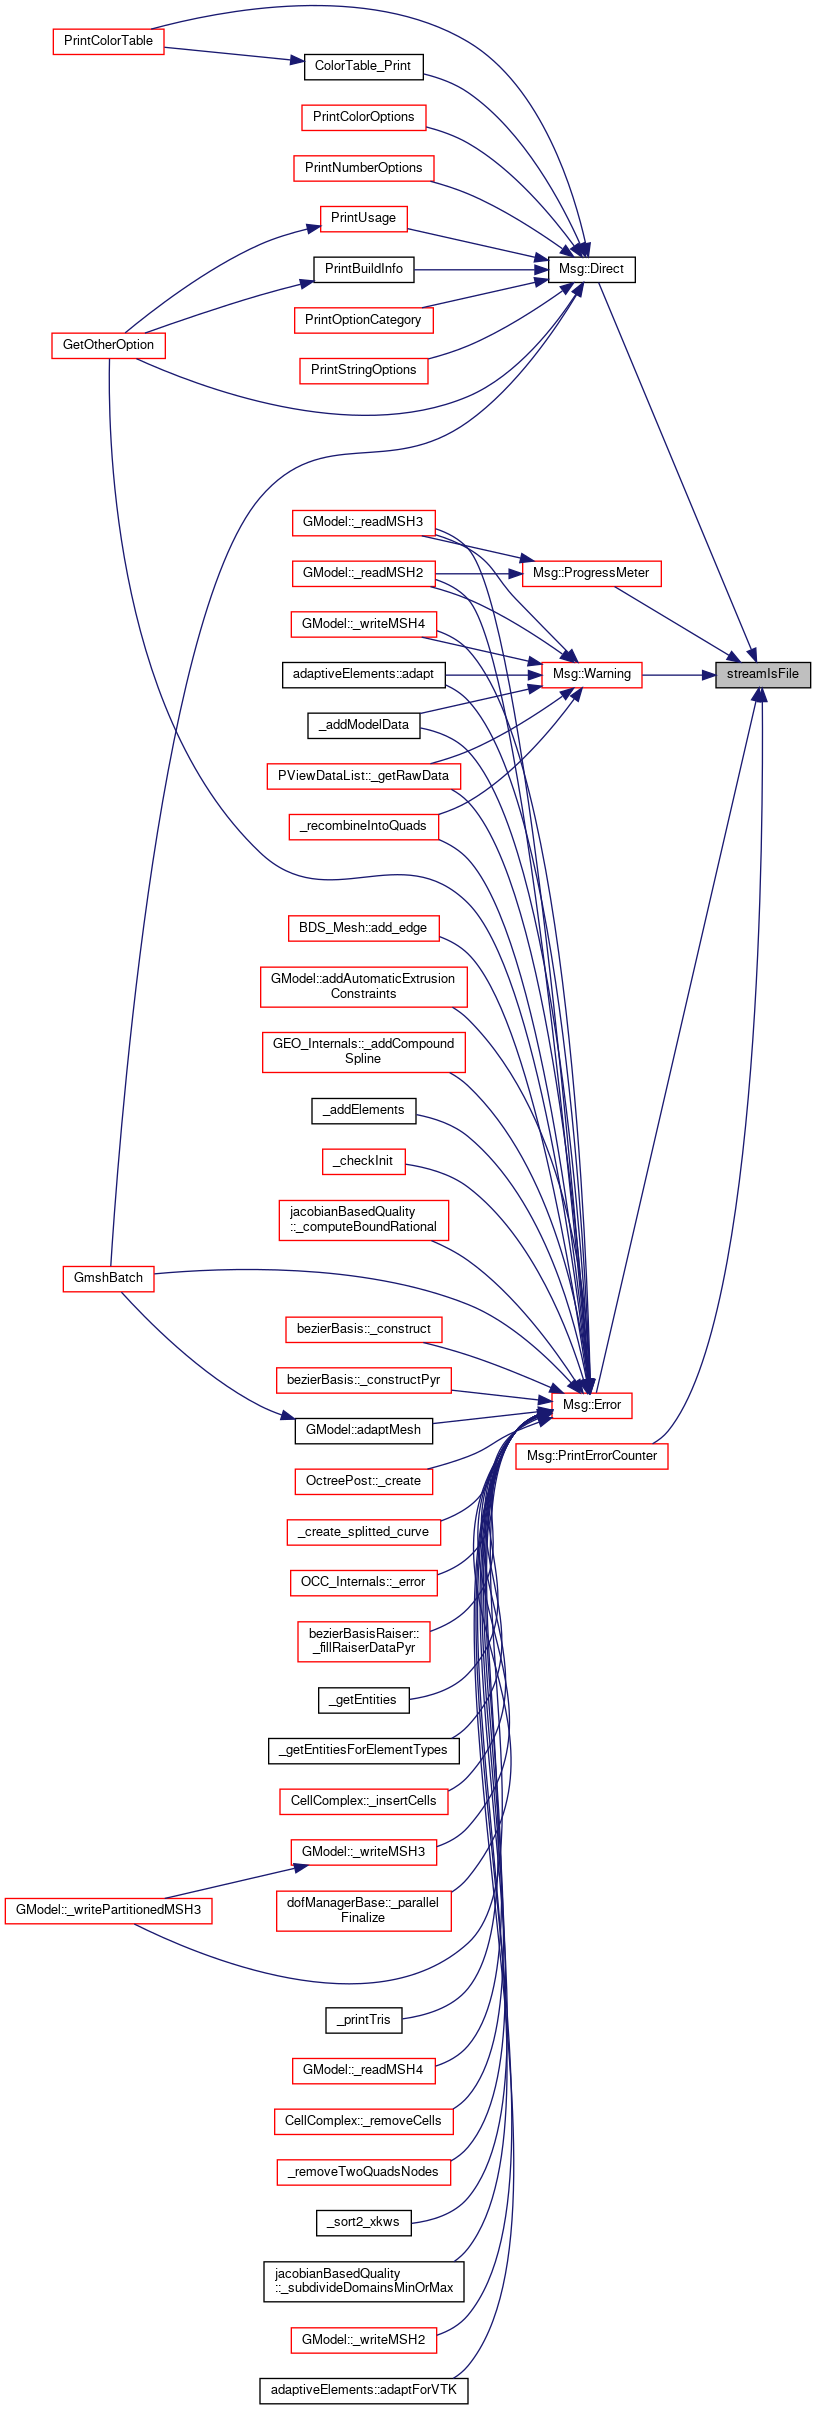 PrintColorTable
ColorTable_Print
PrintColorOptions
PrintNumberOptions
PrintUsage
PrintBuildInfo
Msg::Direct
PrintOptionCategory
GetOtherOption
PrintStringOptions
GModel::_readMSH3
GModel::_readMSH2
Msg::ProgressMeter
GModel::_writeMSH4
adaptiveElements::adapt
Msg::Warning
streamIsFile
_addModelData
PViewDataList::_getRawData
_recombineIntoQuads
BDS_Mesh::add_edge
GModel::addAutomaticExtrusion
Constraints
GEO_Internals::_addCompound
Spline
_addElements
_checkInit
jacobianBasedQuality
::_computeBoundRational
GmshBatch
bezierBasis::_construct
bezierBasis::_constructPyr
Msg::Error
GModel::adaptMesh
Msg::PrintErrorCounter
OctreePost::_create
_create_splitted_curve
OCC_Internals::_error
bezierBasisRaiser::
_fillRaiserDataPyr
_getEntities
_getEntitiesForElementTypes
CellComplex::_insertCells
GModel::_writeMSH3
dofManagerBase::_parallel
Finalize
GModel::_writePartitionedMSH3
_printTris
GModel::_readMSH4
CellComplex::_removeCells
_removeTwoQuadsNodes
_sort2_xkws
jacobianBasedQuality
::_subdivideDomainsMinOrMax
GModel::_writeMSH2
adaptiveElements::adaptForVTK